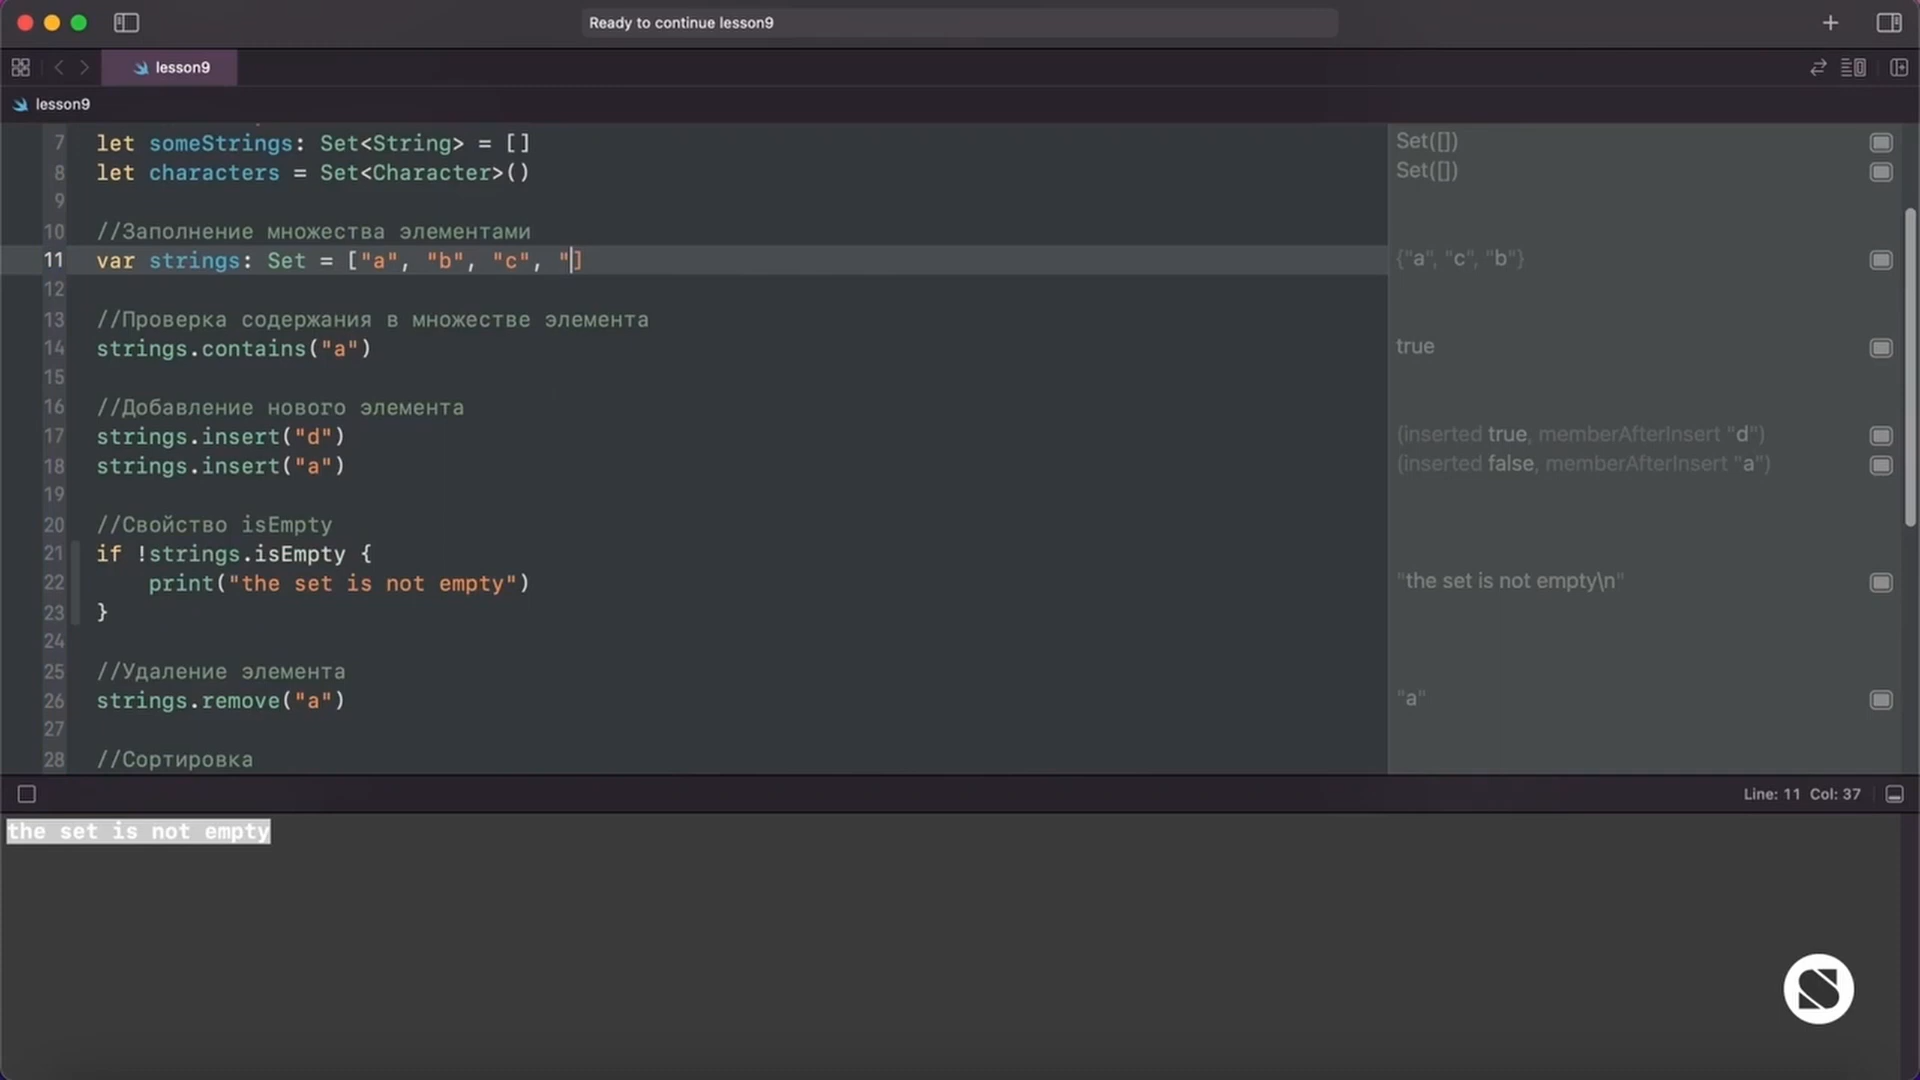 Ready to continue lesson9
lesson9
lesson9
7 let someStrings: Set<String> = []
Set([])
8 let characters = Set<Character>()
Set([])
9
10 //Заполнение множества элементами
11 var strings: Set = ["a", "b", "c", "]
{"a", "c", "b"}
12
13 //Проверка содержания в множестве элемента
14 strings.contains("a")
true
15
16 //Добавление нового элемента
17 strings.insert("d")
(inserted true, memberAfterInsert "d")
18 strings.insert("a")
(inserted false, memberAfterInsert "a")
19
20 //Свойство isEmpty
21 if !strings.isEmpty {
22 print("the set is not empty")
"the set is not empty\n"
23 }
24
25 //Удаление элемента
26 strings.remove("a")
"a"
27
28 //Сортировка
Line: 11 Col: 37
the set is not empty